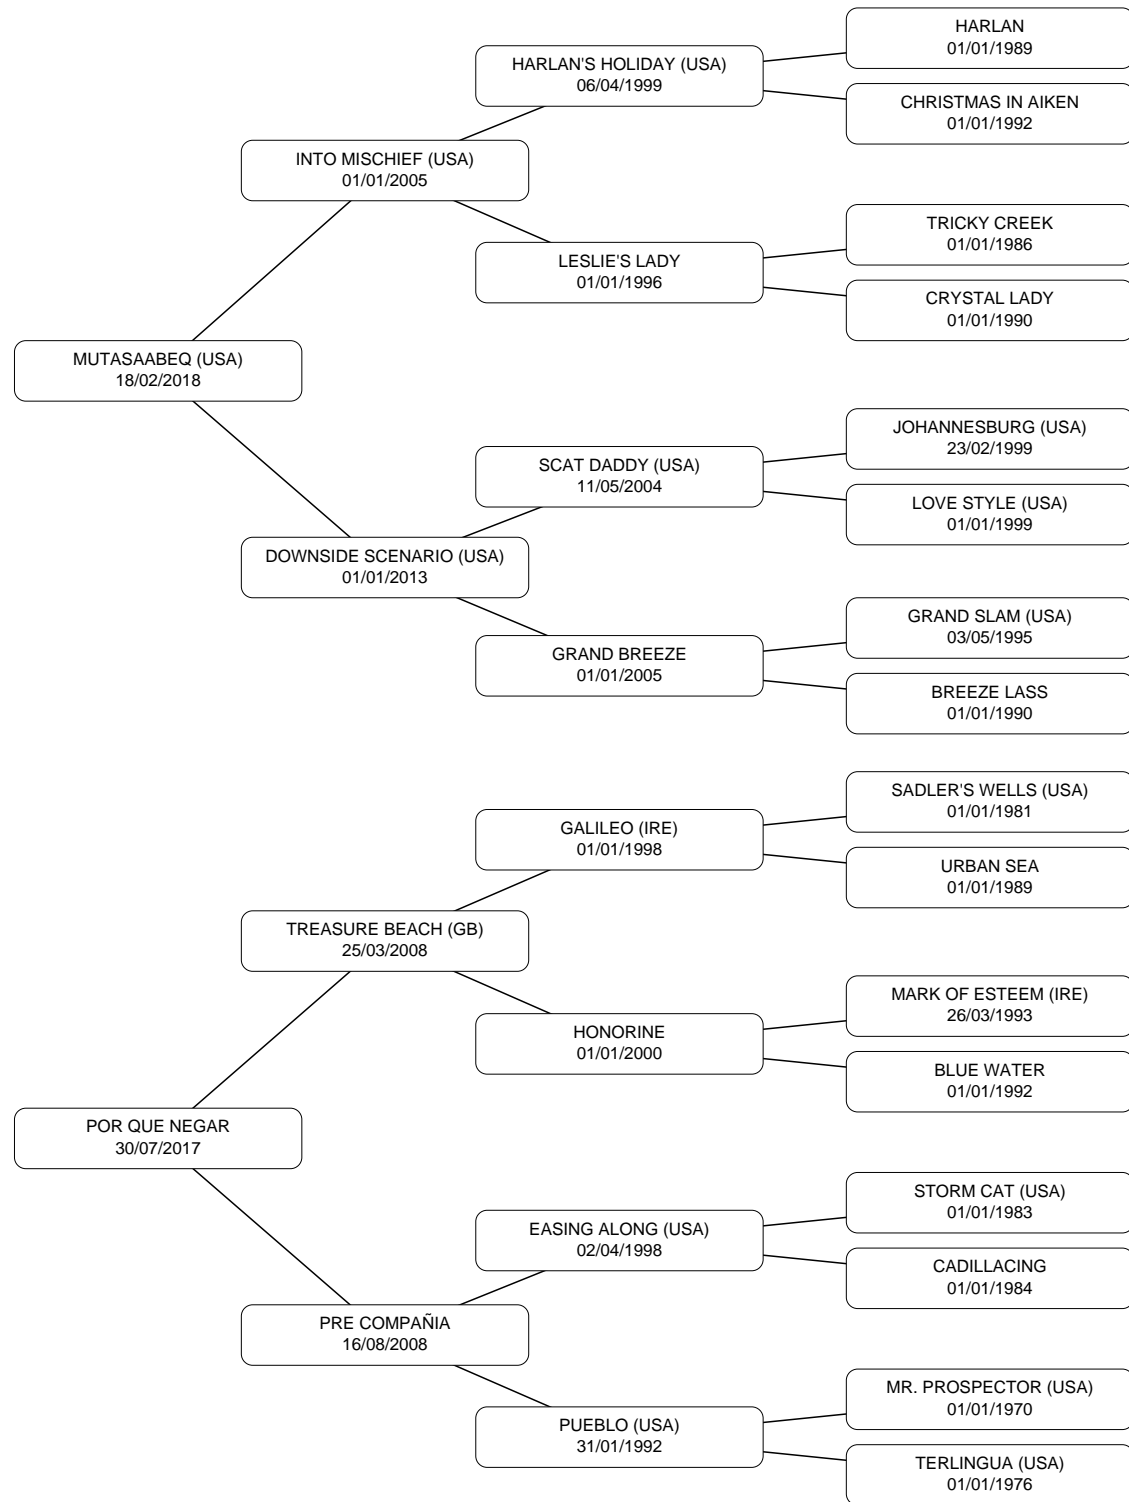 HARLAN
01/01/1989
HARLAN'S HOLIDAY (USA)
06/04/1999
CHRISTMAS IN AIKEN
01/01/1992
INTO MISCHIEF (USA)
01/01/2005
TRICKY CREEK
01/01/1986
LESLIE'S LADY
01/01/1996
CRYSTAL LADY
01/01/1990
MUTASAABEQ (USA)
18/02/2018
JOHANNESBURG (USA)
23/02/1999
SCAT DADDY (USA)
11/05/2004
LOVE STYLE (USA)
01/01/1999
DOWNSIDE SCENARIO (USA)
01/01/2013
GRAND SLAM (USA)
03/05/1995
GRAND BREEZE
01/01/2005
BREEZE LASS
01/01/1990
SADLER'S WELLS (USA)
01/01/1981
GALILEO (IRE)
01/01/1998
URBAN SEA
01/01/1989
TREASURE BEACH (GB)
25/03/2008
MARK OF ESTEEM (IRE)
26/03/1993
HONORINE
01/01/2000
BLUE WATER
01/01/1992
POR QUE NEGAR
30/07/2017
STORM CAT (USA)
01/01/1983
EASING ALONG (USA)
02/04/1998
CADILLACING
01/01/1984
PRE COMPAÑIA
16/08/2008
MR. PROSPECTOR (USA)
01/01/1970
PUEBLO (USA)
31/01/1992
TERLINGUA (USA)
01/01/1976